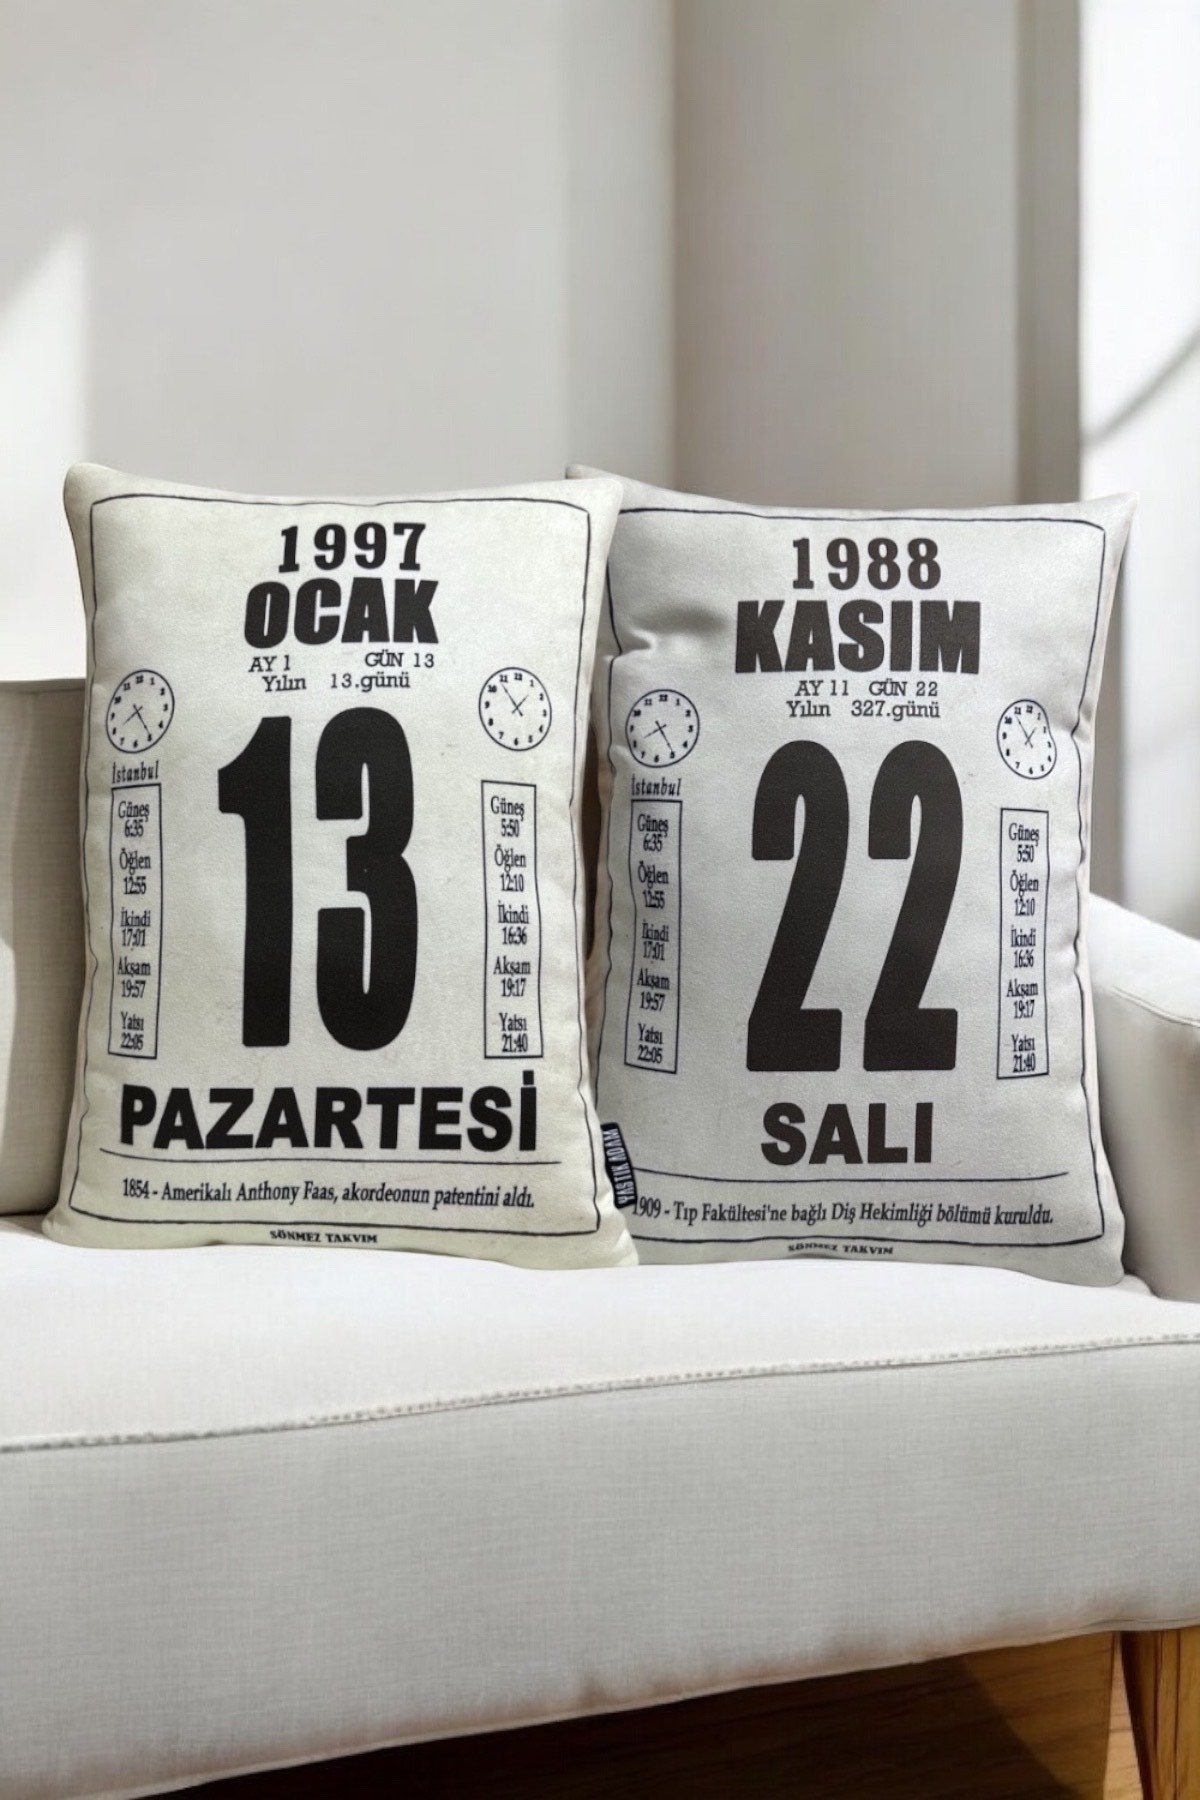 1997
OCAK
AY 1 GÜN 13
Yılın 13.günü
İstanbul
Güneş
6:35
Öğlen
12:55
İkindi
17:01
Akşam
19:57
Yatsı
22:05
13
Güneş
5:50
Öğlen
12:10
İkindi
16:36
Akşam
19:17
Yatsı
21:40
PAZARTESİ
1854 - Amerikalı Anthony Faas, akordeonun patentini aldı.
SÖNMEZ TAKVİM
YASTIK ADAM
1988
KASIM
AY 11 GÜN 22
Yılın 327.günü
İstanbul
Güneş
6:35
Öğlen
12:55
İkindi
17:01
Akşam
19:57
Yatsı
22:05
22
Güneş
5:50
Öğlen
12:10
İkindi
16:36
Akşam
19:17
Yatsı
21:40
SALI
1909 - Tıp Fakültesi'ne bağlı Diş Hekimliği bölümü kuruldu.
SÖNMEZ TAKVİM